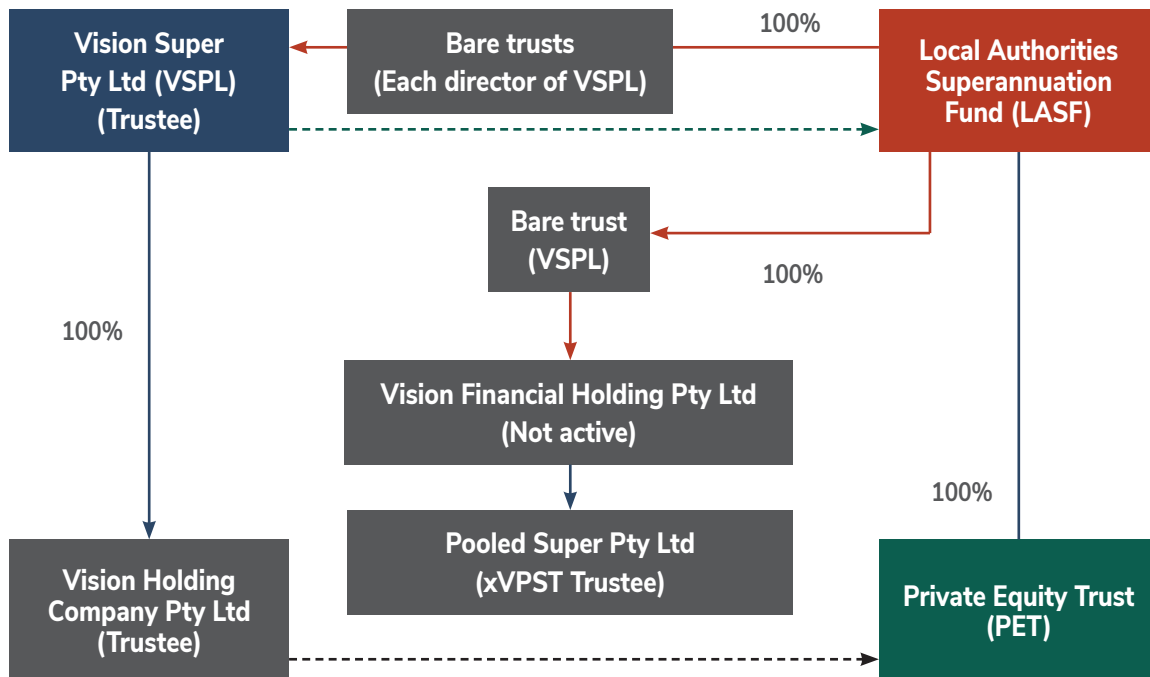 Vision Super
Pty Ltd (VSPL)
(Trustee)
Bare trusts
(Each director of VSPL)
100%
Local Authorities
Superannuation
Fund (LASF)
Bare trust
(VSPL)
100%
100%
Vision Financial Holding Pty Ltd
(Not active)
100%
Pooled Super Pty Ltd
(xVPST Trustee)
Vision Holding
Company Pty Ltd
(Trustee)
Private Equity Trust
(PET)